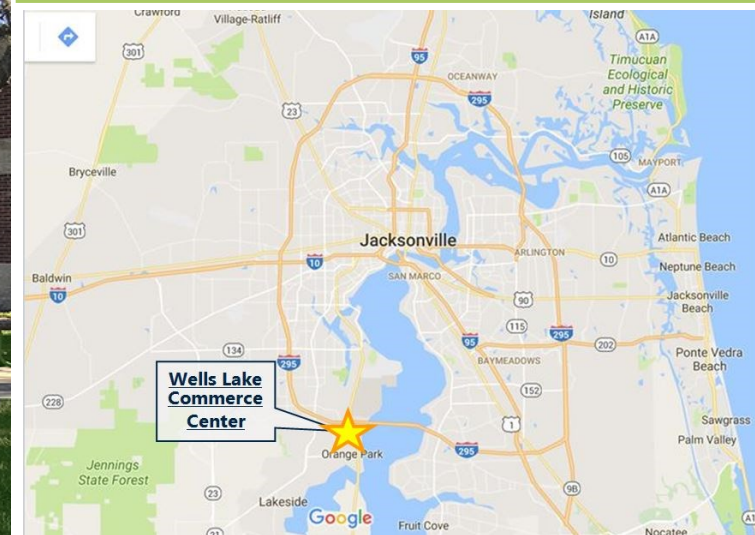 Crawford
Village-Ratliff
Island
A1A
301
95
Timucuan
Ecological
and Historic
Preserve
OCEANWAY
295
23
105
MAYPORT
Bryceville
A1A
301
Jacksonville
Atlantic Beach
ARLINGTON
10
10
Neptune Beach
SAN MARCO
Baldwin
10
90
Jacksonville
Beach
115
95
295
202
134
295
BAYMEADOWS
Ponte Vedra
Beach
Wells Lake
Commerce
Center
152
228
1
Sawgrass
Orange Park
295
Palm Valley
Jennings
State Forest
9B
23
Lakeside
Google
Fruit Cove
A1
21
Nocatee